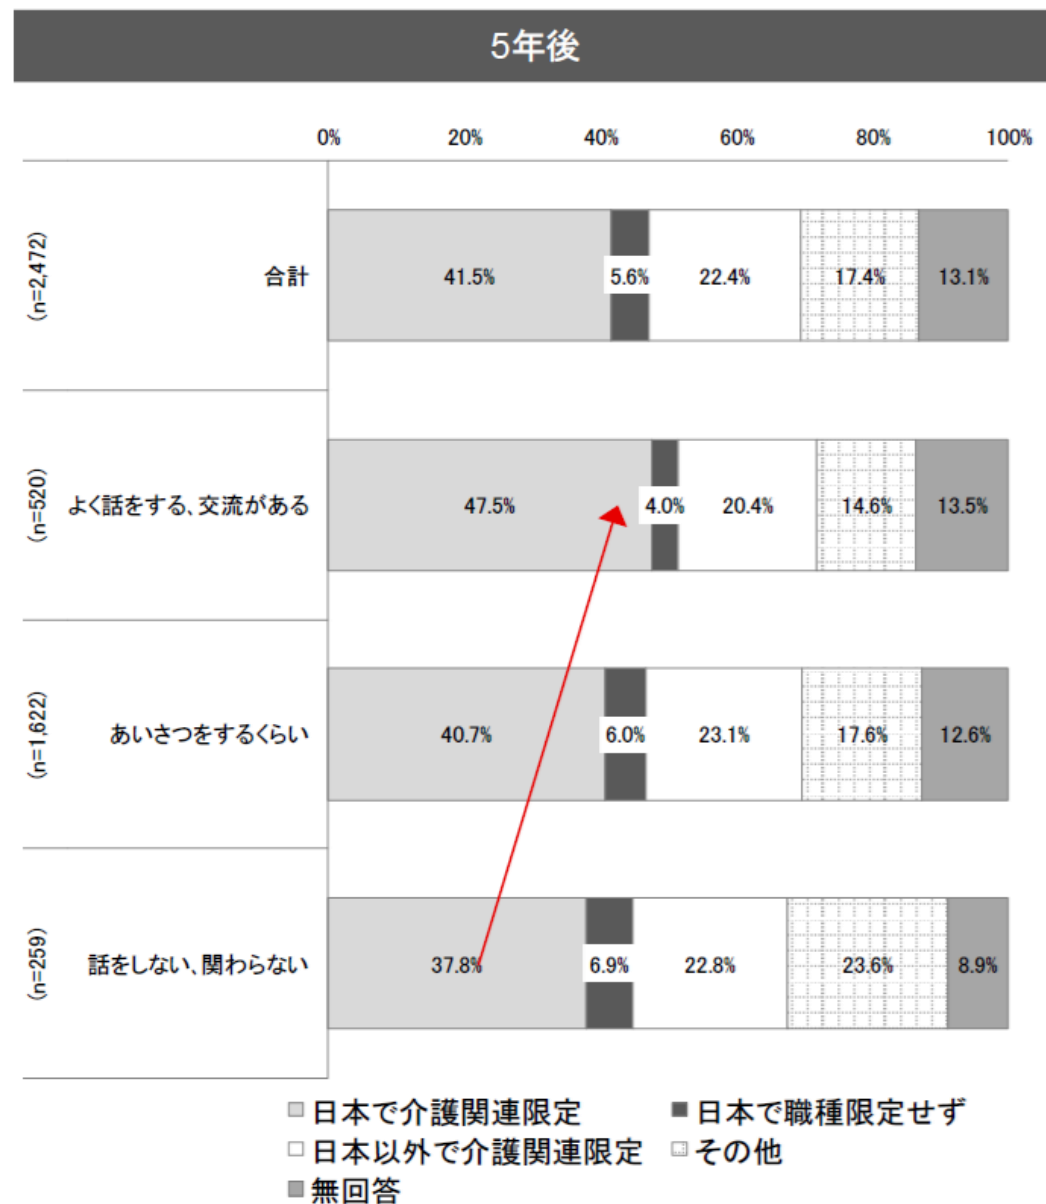 5年後
0% 20% 40% 60% 80% 100%
(n=2,472) 合計 41.5% 5.6% 22.4% 17.4% 13.1%
(n=520) よく話をする、交流がある 47.5% 4.0% 20.4% 14.6% 13.5%
(n=1,622) あいさつをするくらい 40.7% 6.0% 23.1% 17.6% 12.6%
(n=259) 話をしない、関わらない 37.8% 6.9% 22.8% 23.6% 8.9%
日本で介護関連限定 日本で職種限定せず
日本以外で介護関連限定 その他
無回答